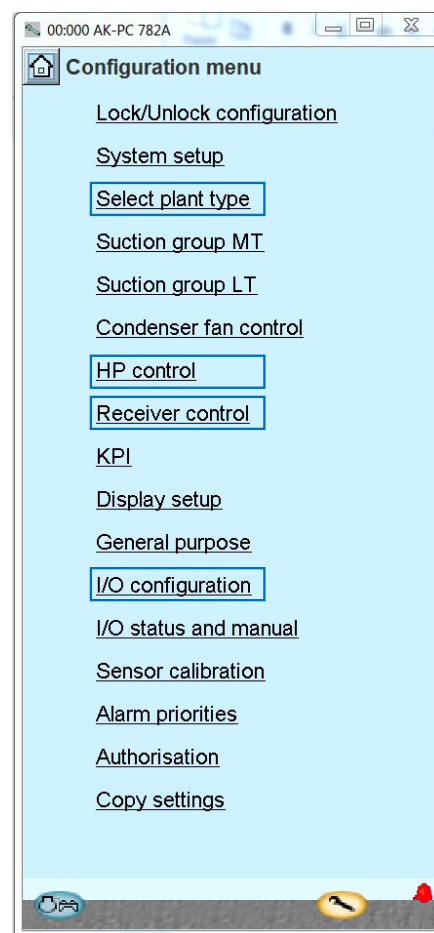 00:000 AK-PC 782A
Configuration menu
Lock/Unlock configuration
System setup
Select plant type
Suction group MT
Suction group LT
Condenser fan control
HP control
Receiver control
KPI
Display setup
General purpose
I/O configuration
I/O status and manual
Sensor calibration
Alarm priorities
Authorisation
Copy settings